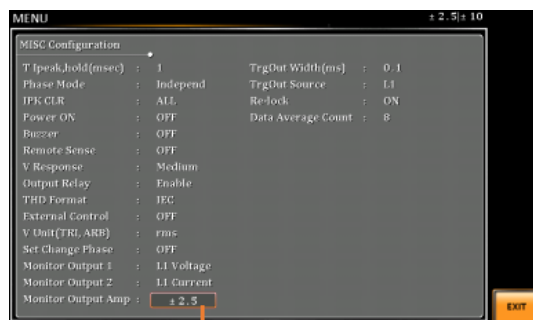 MENU ± 2.5|± 10
MISC Configuration
T Ipeak,hold(msec) : 1
Phase Mode : Independ
IPK CLR : ALL
Power ON : OFF
Buzzer : OFF
Remote Sense : OFF
V Response : Medium
Output Relay : Enable
THD Format : IEC
External Control : OFF
V Unit(TRI, ARB) : rms
Set Change Phase : OFF
Monitor Output 1 : L1 Voltage
Monitor Output 2 : L1 Current
Monitor Output Amp : ± 2.5
TrgOut Width(ms) : 0.1
TrgOut Source : L1
Re-lock : ON
Data Average Count : 8
EXIT